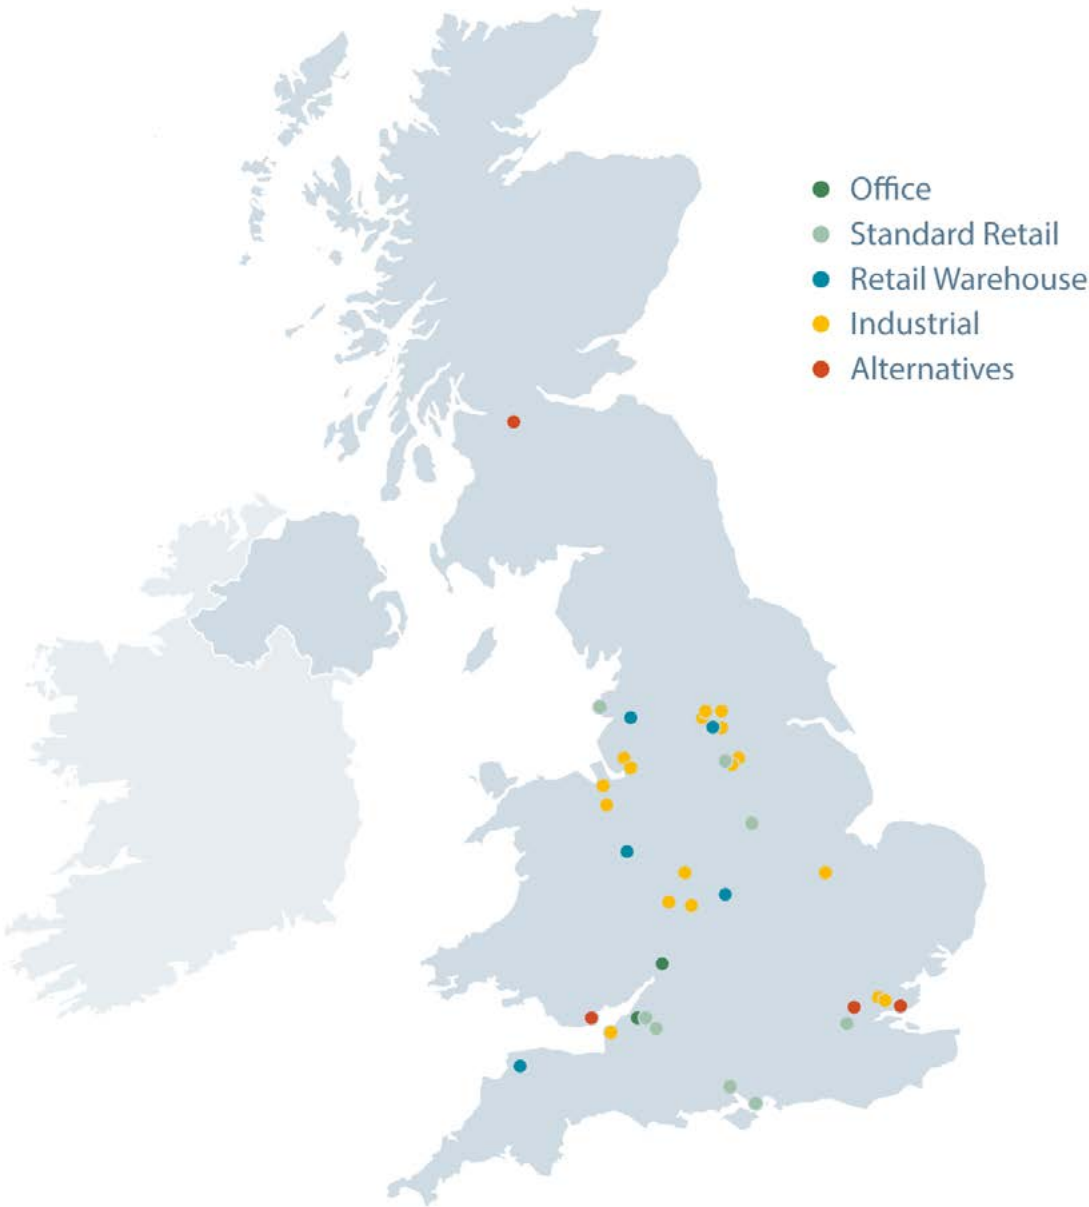 Office
Standard Retail
Retail Warehouse
Industrial
Alternatives